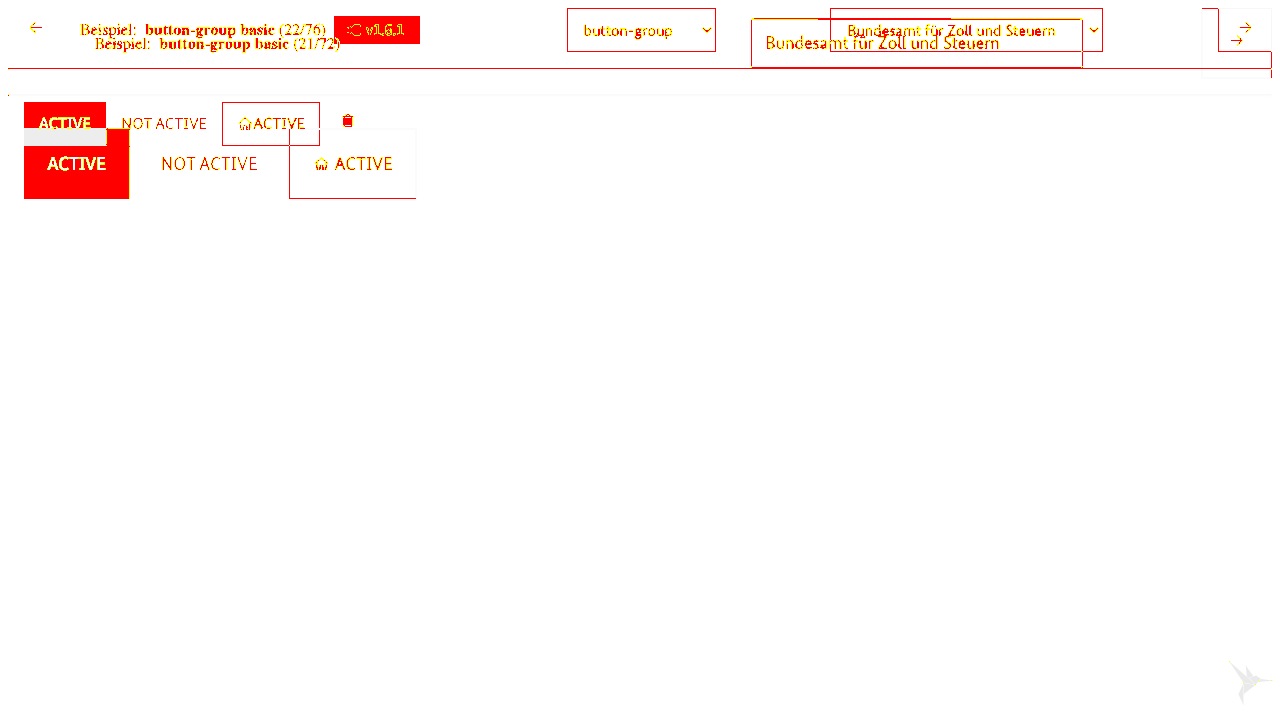 Beispiel: button-group basic (22/76) v1.6.1 button-group Bundesamt für Zoll und Steuern
Beispiel: button-group basic (21/72) Bundesamt für Zoll und Steuern
ACTIVE NOT ACTIVE ACTIVE
ACTIVE NOT ACTIVE ACTIVE